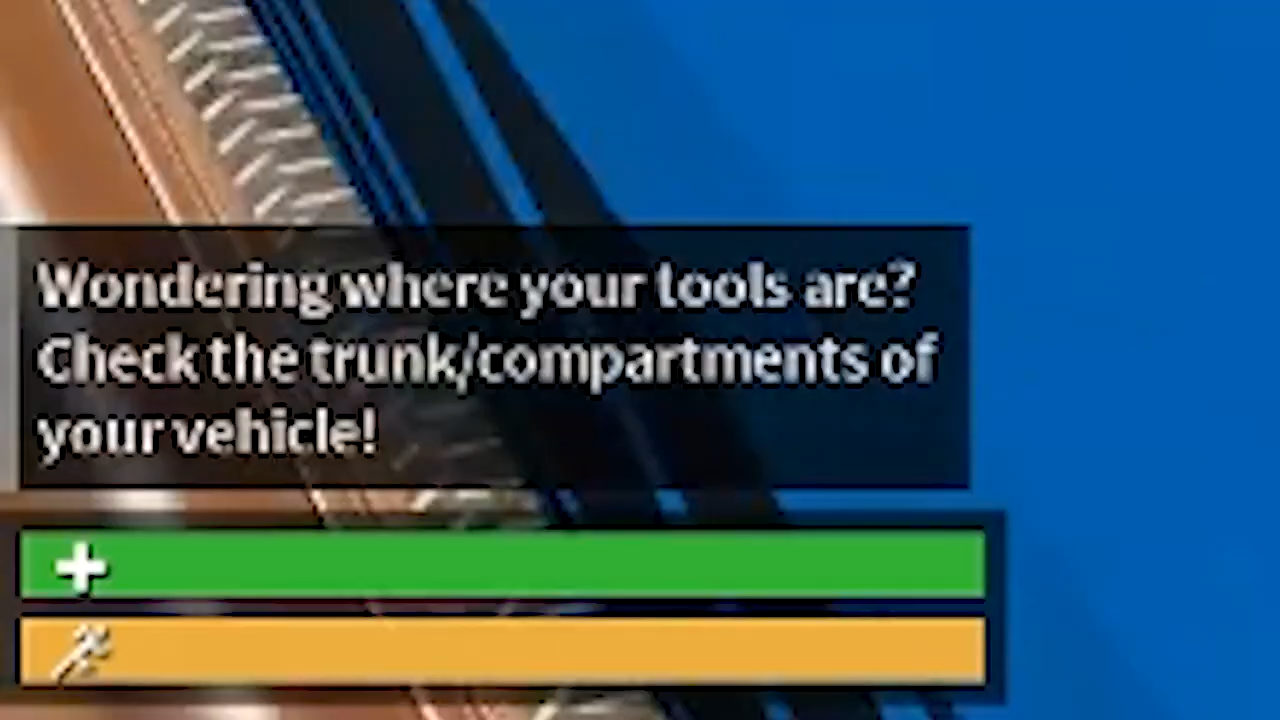 Wondering where your tools are?
Check the trunk/compartments of
your vehicle!